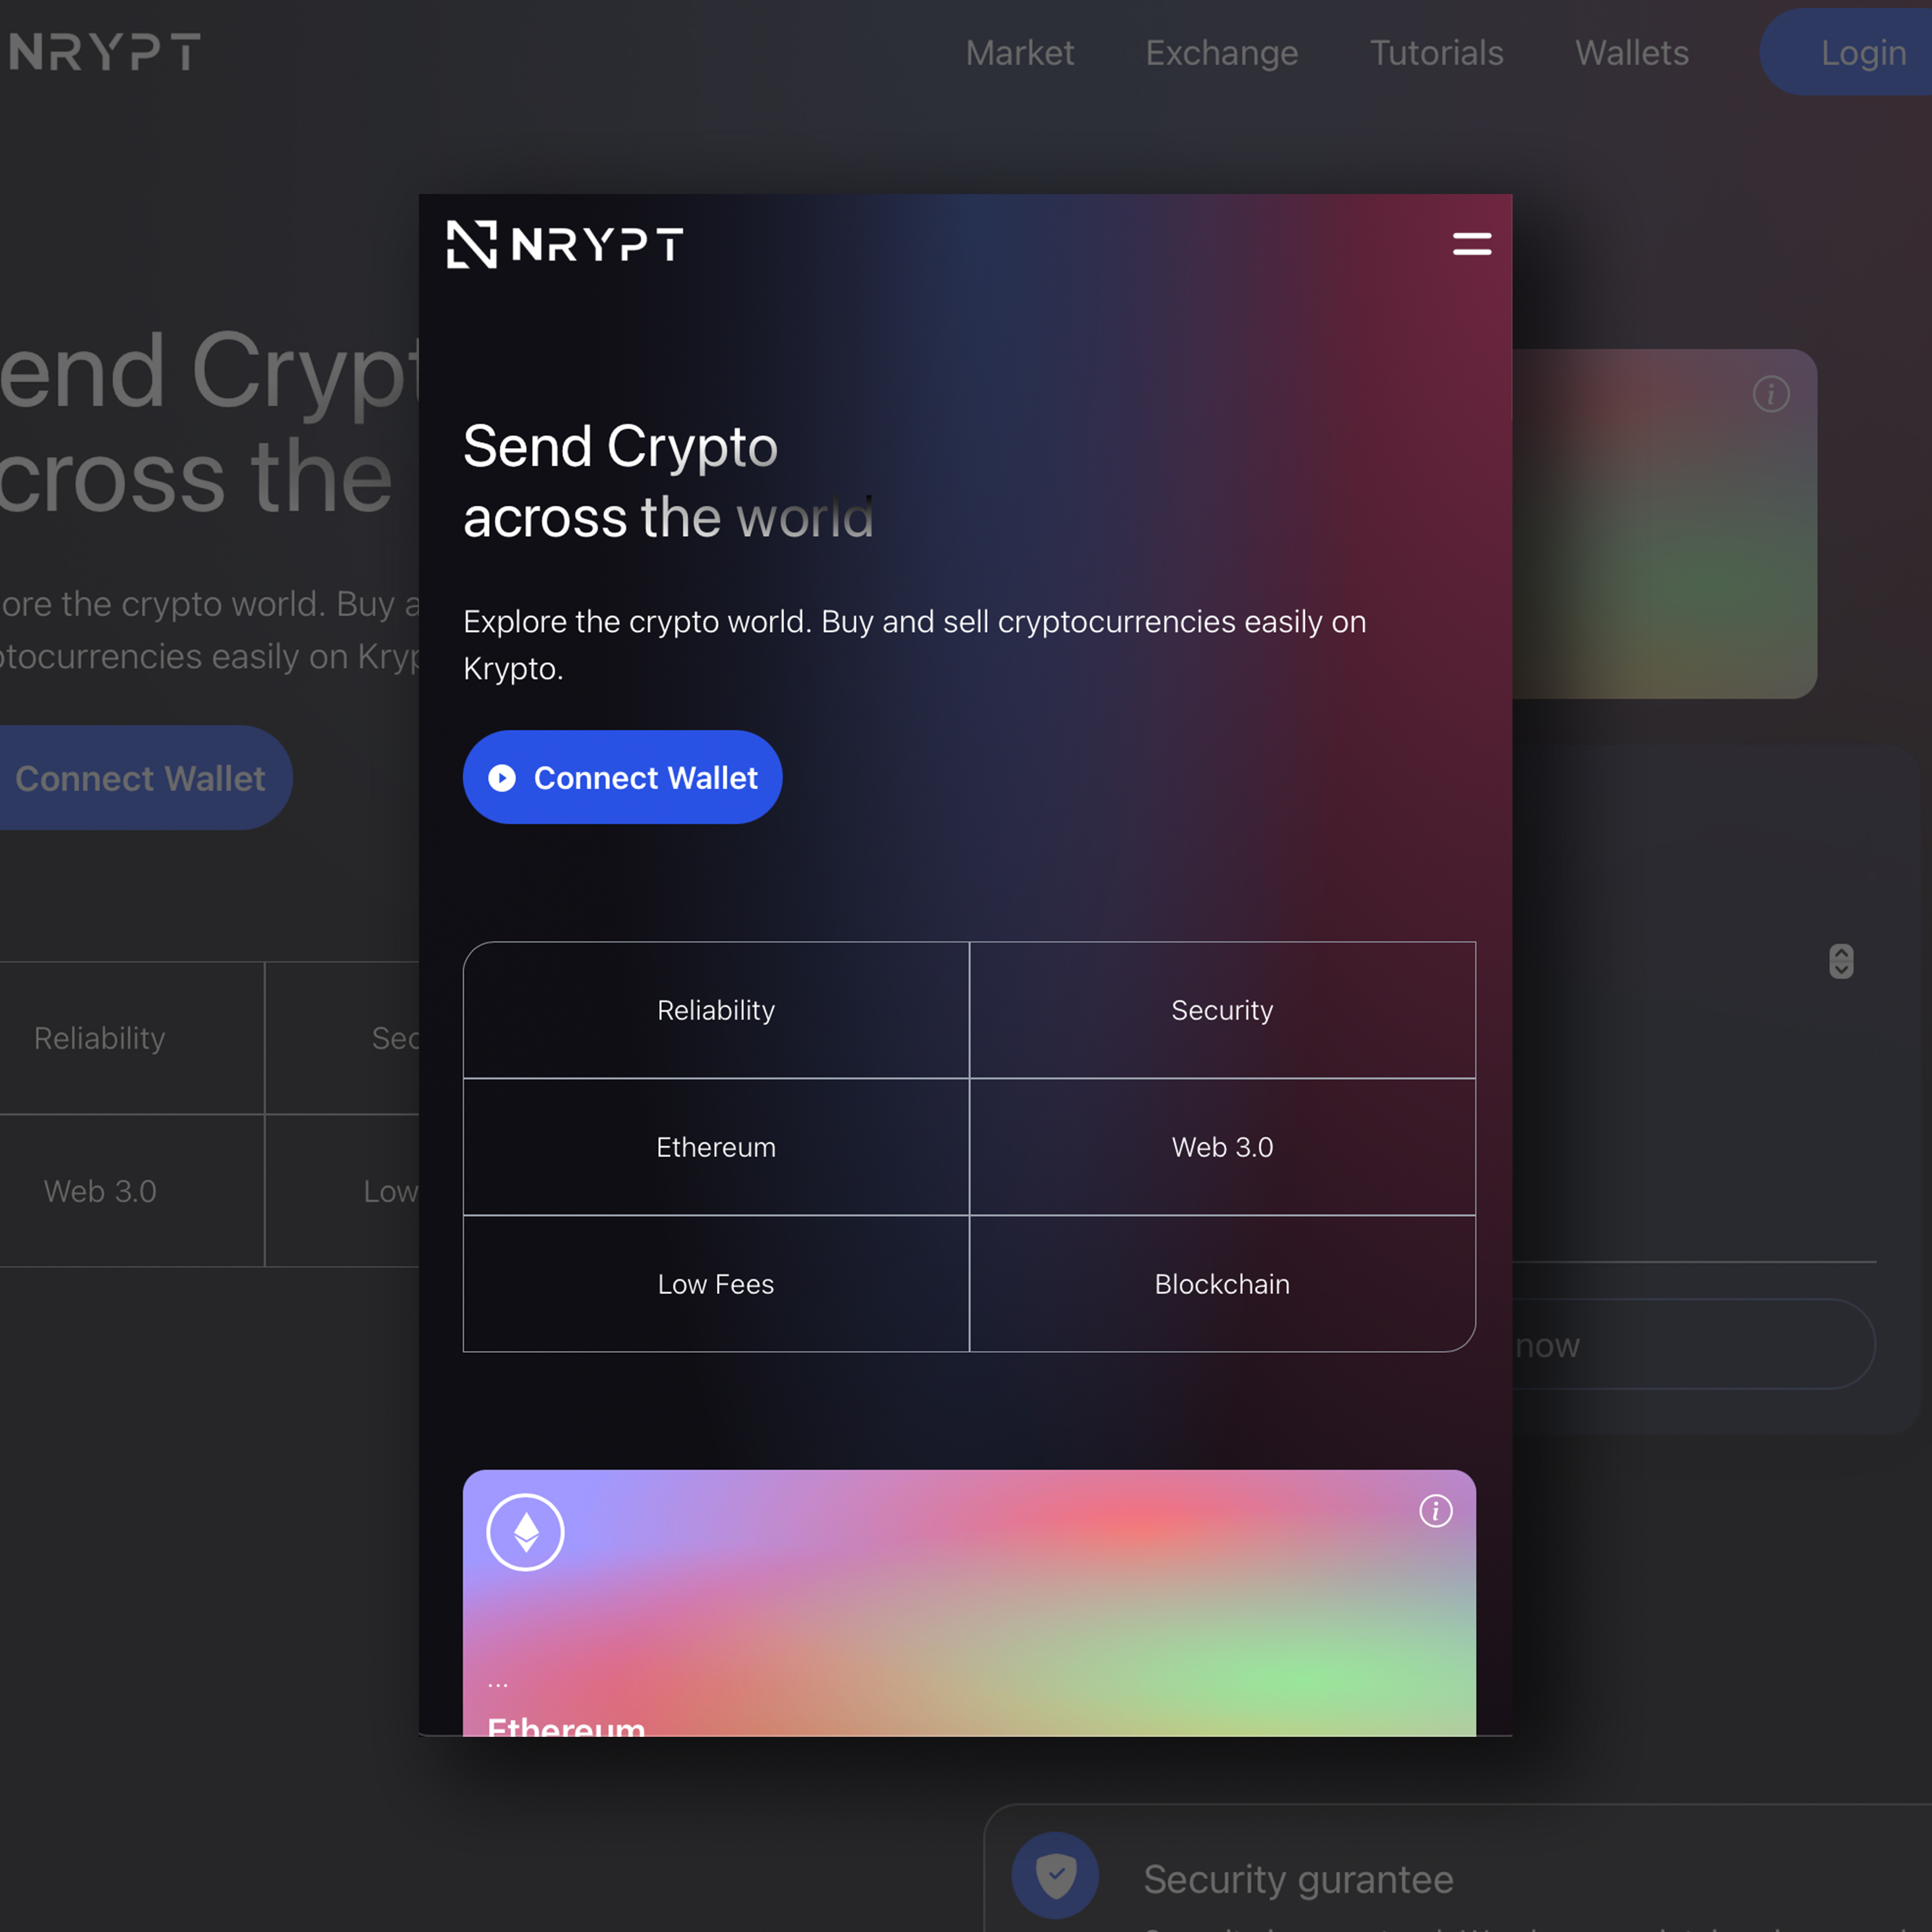 NRYPT
Market Exchange Tutorials Wallets Login
NRYPT
Send Crypto
across the world
Explore the crypto world. Buy and sell cryptocurrencies easily on
Krypto.
Connect Wallet
Reliability Security
Ethereum Web 3.0
Low Fees Blockchain
...
Ethereum
end Crypt
cross the
ore the crypto world. Buy a
ptocurrencies easily on Kryp
Connect Wallet
Reliability Sec
Web 3.0 Low
now
Security gurantee